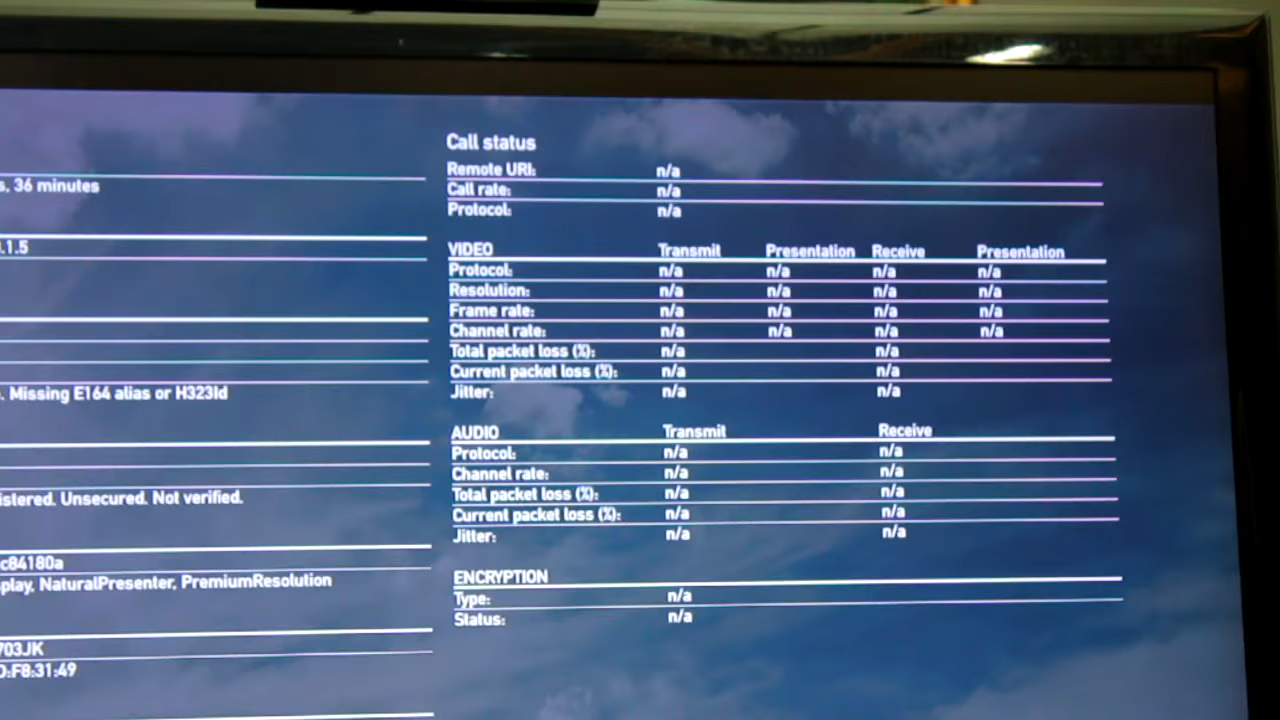 s, 36 minutes
.1.5
. Missing E164 alias or H323Id
istered. Unsecured. Not verified.
c84180a
play, NaturalPresenter, PremiumResolution
703JK
D:F8:31:49
Call status
Remote URI: n/a
Call rate: n/a
Protocol: n/a
VIDEO Transmit Presentation Receive Presentation
Protocol: n/a n/a n/a n/a
Resolution: n/a n/a n/a n/a
Frame rate: n/a n/a n/a n/a
Channel rate: n/a n/a n/a n/a
Total packet loss (%): n/a n/a
Current packet loss (%): n/a n/a
Jitter: n/a n/a
AUDIO Transmit Receive
Protocol: n/a n/a
Channel rate: n/a n/a
Total packet loss (%): n/a n/a
Current packet loss (%): n/a n/a
Jitter: n/a n/a
ENCRYPTION
Type: n/a
Status: n/a